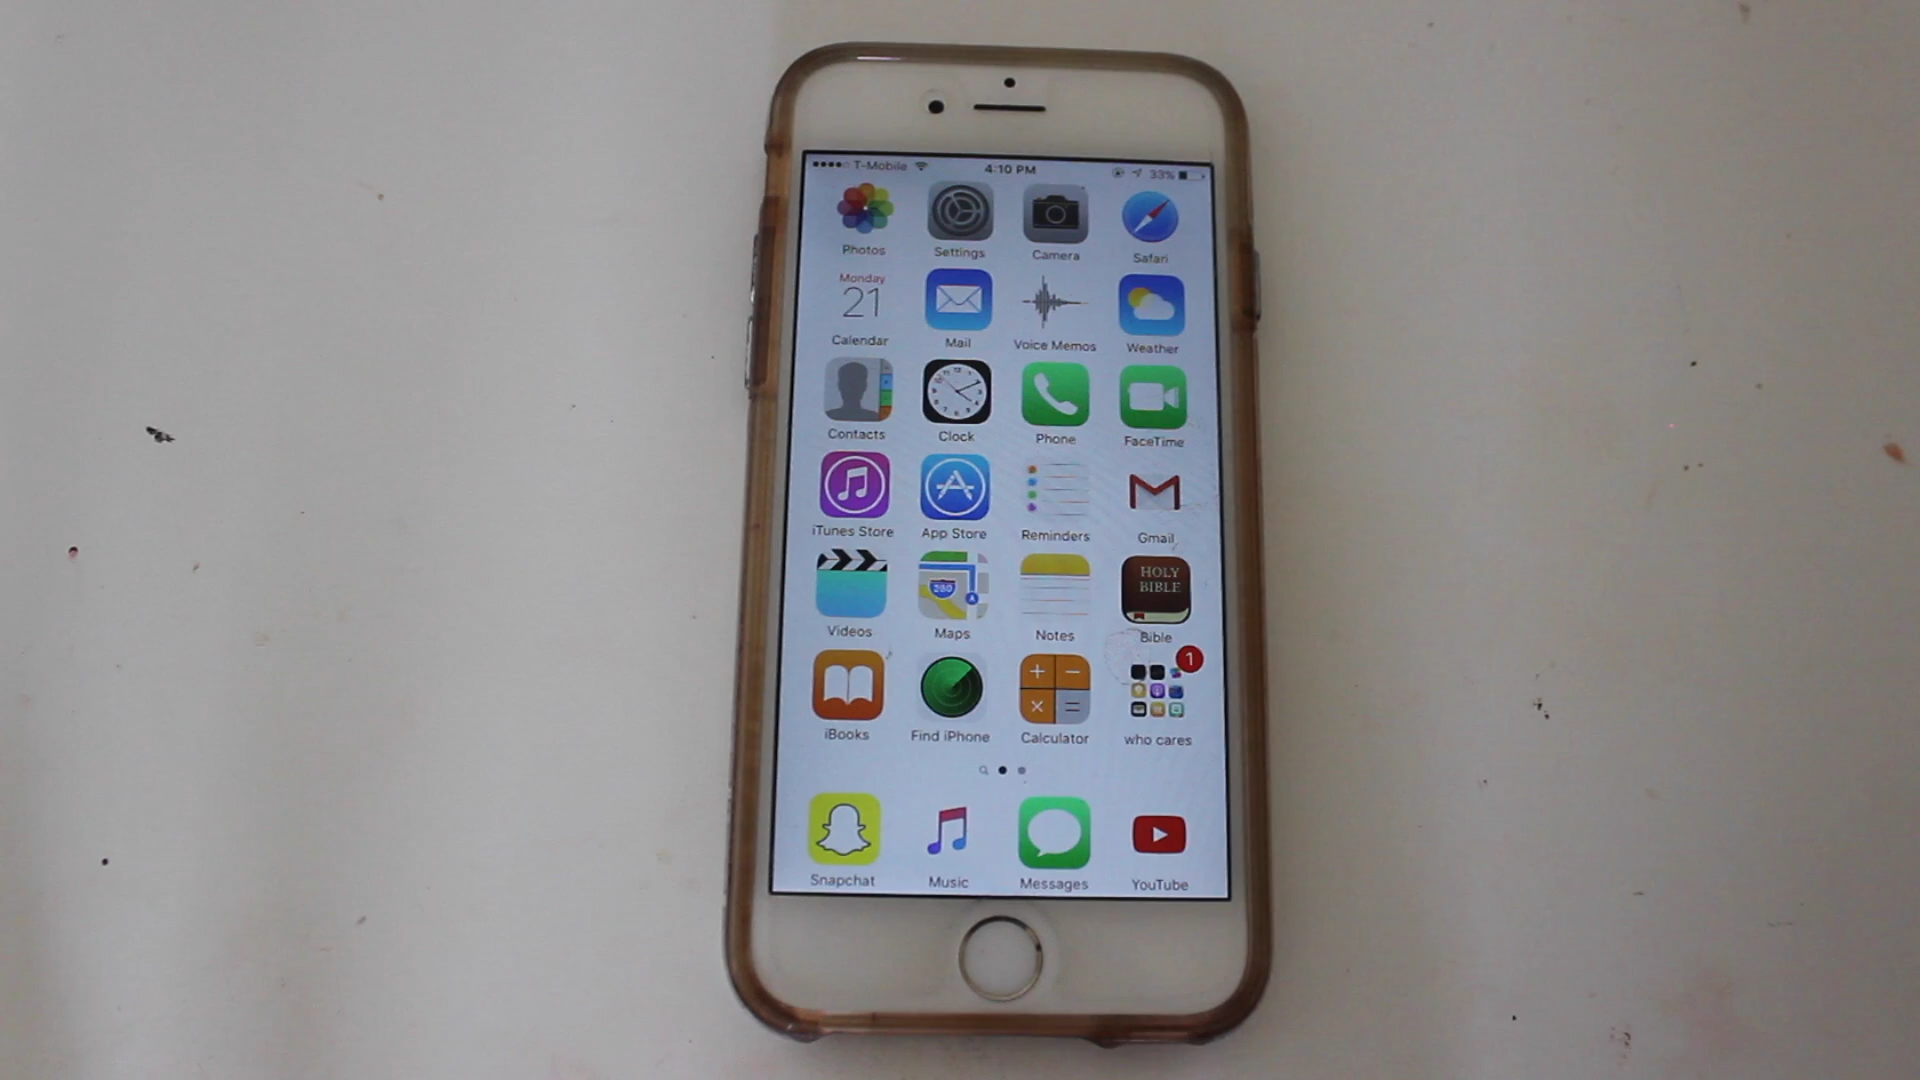 T-Mobile 4:10 PM 33%
Photos Settings Camera Safari
Monday
21
Calendar Mail Voice Memos Weather
Contacts Clock Phone FaceTime
iTunes Store App Store Reminders Gmail
280
HOLY
BIBLE
Videos Maps Notes Bible
1
iBooks Find iPhone Calculator who cares
Snapchat Music Messages YouTube